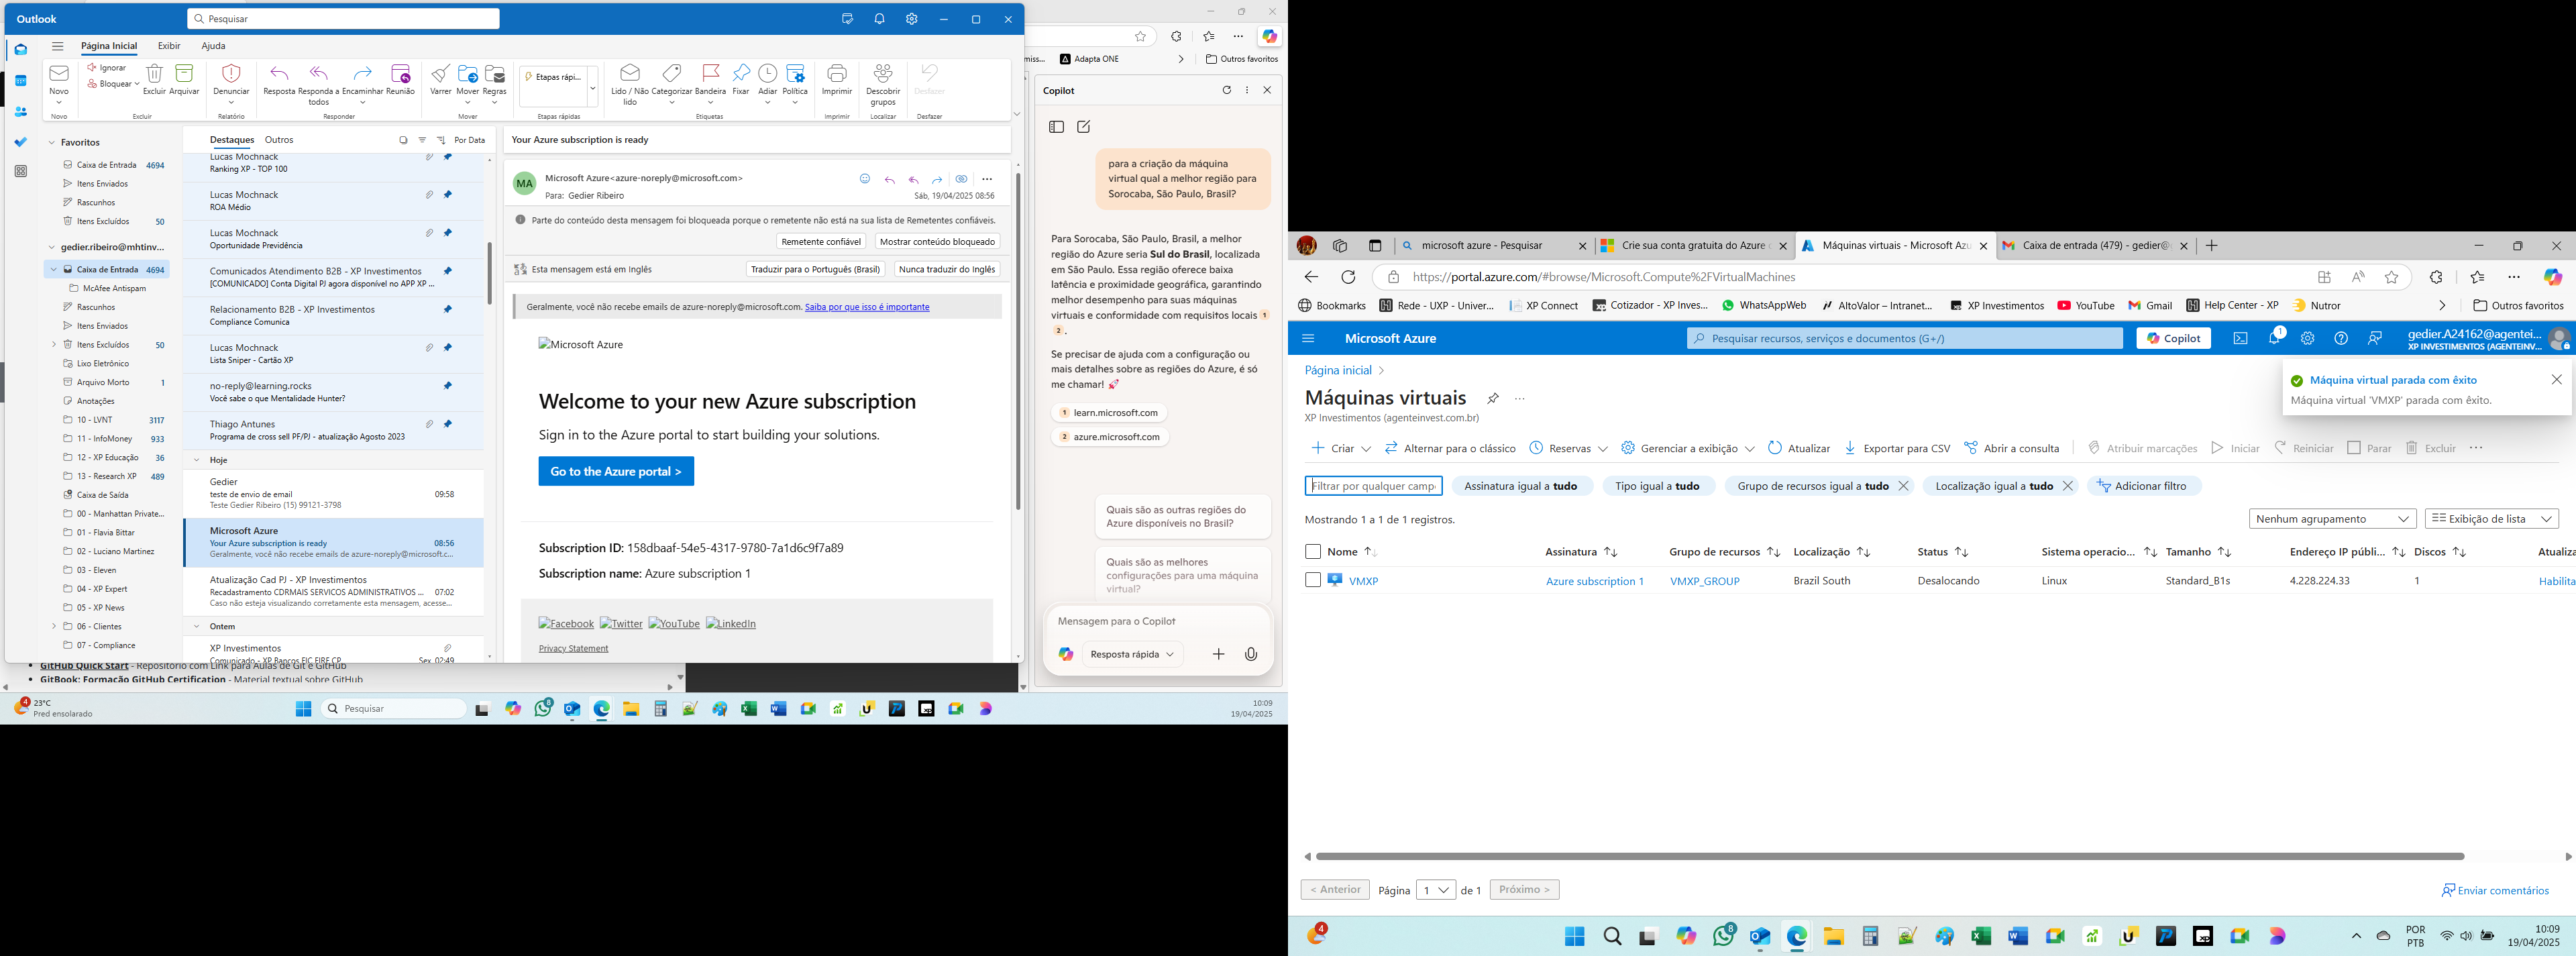 Outlook
Pesquisar
Página Inicial
Exibir
Ajuda
Novo
Ignorar
Bloquear
Excluir
Arquivar
Denunciar
Resposta
Responda a todos
Encaminhar
Reunião
Varrer
Mover
Regras
Etapas rápi...
Lido / Não lido
Categorizar
Bandeira
Fixar
Adiar
Política
Imprimir
Descobrir grupos
Desfazer
Novo
Excluir
Relatório
Responder
Mover
Etapas rápidas
Etiquetas
Imprimir
Localizar
Desfazer
Favoritos
Caixa de Entrada 4694
Itens Enviados
Rascunhos
Itens Excluídos 50
gedier.ribeiro@mhtinv...
Caixa de Entrada 4694
McAfee Antispam
Rascunhos
Itens Enviados
Itens Excluídos 50
Lixo Eletrônico
Arquivo Morto 1
Anotações
10 - LVNT 3117
11 - InfoMoney 933
12 - XP Educação 36
13 - Research XP 489
Caixa de Saída
00 - Manhattan Private...
01 - Flavia Bittar
02 - Luciano Martinez
03 - Eleven
04 - XP Expert
05 - XP News
06 - Clientes
07 - Compliance
Destaques
Outros
Por Data
Lucas Mochnack
Ranking XP - TOP 100
Lucas Mochnack
ROA Médio
Lucas Mochnack
Oportunidade Previdência
Comunicados Atendimento B2B - XP Investimentos
[COMUNICADO] Conta Digital PJ agora disponível no APP XP ...
Relacionamento B2B - XP Investimentos
Compliance Comunica
Lucas Mochnack
Lista Sniper - Cartão XP
no-reply@learning.rocks
Você sabe o que Mentalidade Hunter?
Thiago Antunes
Programa de cross sell PF/PJ - atualização Agosto 2023
Hoje
Gedier
teste de envio de email 09:58
Teste Gedier Ribeiro (15) 99121-3798
Microsoft Azure
Your Azure subscription is ready 08:56
Geralmente, você não recebe emails de azure-noreply@microsoft.c...
Atualização Cad PJ - XP Investimentos
Recadastramento CDRMAIS SERVICOS ADMINISTRATIVOS ... 07:02
Caso não esteja visualizando corretamente esta mensagem, acesse...
Ontem
XP Investimentos
Comunicado - XP Bancos FIC FIRF CP Sex, 02:49
Your Azure subscription is ready
MA
Microsoft Azure<azure-noreply@microsoft.com>
Para: Gedier Ribeiro
Sáb, 19/04/2025 08:56
Parte do conteúdo desta mensagem foi bloqueada porque o remetente não está na sua lista de Remetentes confiáveis.
Remetente confiável
Mostrar conteúdo bloqueado
Esta mensagem está em Inglês
Traduzir para o Português (Brasil)
Nunca traduzir do Inglês
Geralmente, você não recebe emails de azure-noreply@microsoft.com. Saiba por que isso é importante
Microsoft Azure
Welcome to your new Azure subscription
Sign in to the Azure portal to start building your solutions.
Go to the Azure portal >
Subscription ID: 158dbaaf-54e5-4317-9780-7a1d6c9f7a89
Subscription name: Azure subscription 1
Facebook Twitter YouTube LinkedIn
Privacy Statement
GitHub Quick Start - Repositório com Link para Aulas de Git e GitHub
GitBook: Formação GitHub Certification - Material textual sobre GitHub
miss...
Adapta ONE
Outros favoritos
Copilot
para a criação da máquina
virtual qual a melhor região para
Sorocaba, São Paulo, Brasil?
Para Sorocaba, São Paulo, Brasil, a melhor
região do Azure seria Sul do Brasil, localizada
em São Paulo. Essa região oferece baixa
latência e proximidade geográfica, garantindo
melhor desempenho para suas máquinas
virtuais e conformidade com requisitos locais 1
2 .
Se precisar de ajuda com a configuração ou
mais detalhes sobre as regiões do Azure, é só
me chamar! 🚀
1 learn.microsoft.com
2 azure.microsoft.com
Quais são as outras regiões do
Azure disponíveis no Brasil?
Quais são as melhores
configurações para uma máquina
virtual?
Mensagem para o Copilot
Resposta rápida
4
23°C
Pred ensolarado
Pesquisar
8
10:09
19/04/2025
microsoft azure - Pesquisar
Crie sua conta gratuita do Azure c
Máquinas virtuais - Microsoft Azu
Caixa de entrada (479) - gedier@
https://portal.azure.com/#browse/Microsoft.Compute%2FVirtualMachines
Bookmarks
Rede - UXP - Univer...
XP Connect
Cotizador - XP Inves...
WhatsAppWeb
AltoValor – Intranet...
XP Investimentos
YouTube
Gmail
Help Center - XP
Nutror
Outros favoritos
Microsoft Azure
Pesquisar recursos, serviços e documentos (G+/)
Copilot
1
gedier.A24162@agentei...
XP INVESTIMENTOS (AGENTEINV...
Página inicial
Máquinas virtuais
XP Investimentos (agenteinvest.com.br)
Máquina virtual parada com êxito
Máquina virtual 'VMXP' parada com êxito.
Criar
Alternar para o clássico
Reservas
Gerenciar a exibição
Atualizar
Exportar para CSV
Abrir a consulta
Atribuir marcações
Iniciar
Reiniciar
Parar
Excluir
Filtrar por qualquer camp
Assinatura igual a tudo
Tipo igual a tudo
Grupo de recursos igual a tudo
Localização igual a tudo
Adicionar filtro
Mostrando 1 a 1 de 1 registros.
Nenhum agrupamento
Exibição de lista
Nome Assinatura Grupo de recursos Localização Status Sistema operacio... Tamanho Endereço IP públi... Discos Atualiza
VMXP Azure subscription 1 VMXP_GROUP Brazil South Desalocando Linux Standard_B1s 4.228.224.33 1 Habilita
< Anterior
Página 1 de 1
Próximo >
Enviar comentários
4
8
POR
PTB
10:09
19/04/2025